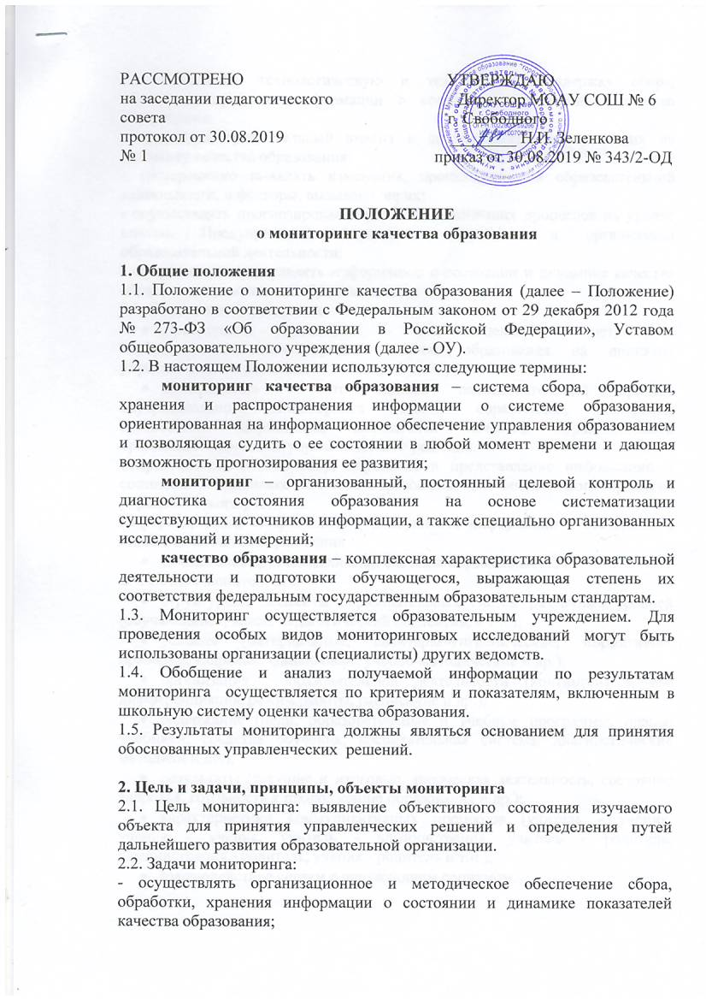 РАССМОТРЕНО
на заседании педагогического
совета
протокол от 30.08.2019
№ 1
УТВЕРЖДАЮ
Директор МОАУ СОШ № 6
г. Свободного
Н.И. Зеленкова
приказ от 30.08.2019 № 343/2-ОД
ПОЛОЖЕНИЕ
о мониторинге качества образования
1. Общие положения
1.1. Положение о мониторинге качества образования (далее – Положение)
разработано в соответствии с Федеральным законом от 29 декабря 2012 года
№ 273-ФЗ «Об образовании в Российской Федерации», Уставом
общеобразовательного учреждения (далее - ОУ).
1.2. В настоящем Положении используются следующие термины:
мониторинг качества образования – система сбора, обработки,
хранения и распространения информации о системе образования,
ориентированная на информационное обеспечение управления образованием
и позволяющая судить о ее состоянии в любой момент времени и дающая
возможность прогнозирования ее развития;
мониторинг – организованный, постоянный целевой контроль и
диагностика состояния образования на основе систематизации
существующих источников информации, а также специально организованных
исследований и измерений;
качество образования – комплексная характеристика образовательной
деятельности и подготовки обучающегося, выражающая степень их
соответствия федеральным государственным образовательным стандартам.
1.3. Мониторинг осуществляется образовательным учреждением. Для
проведения особых видов мониторинговых исследований могут быть
использованы организации (специалисты) других ведомств.
1.4. Обобщение и анализ получаемой информации по результатам
мониторинга осуществляется по критериям и показателям, включенным в
школьную систему оценки качества образования.
1.5. Результаты мониторинга должны являться основанием для принятия
обоснованных управленческих решений.
2. Цель и задачи, принципы, объекты мониторинга
2.1. Цель мониторинга: выявление объективного состояния изучаемого
объекта для принятия управленческих решений и определения путей
дальнейшего развития образовательной организации.
2.2. Задачи мониторинга:
- осуществлять организационное и методическое обеспечение сбора,
обработки, хранения информации о состоянии и динамике показателей
качества образования;